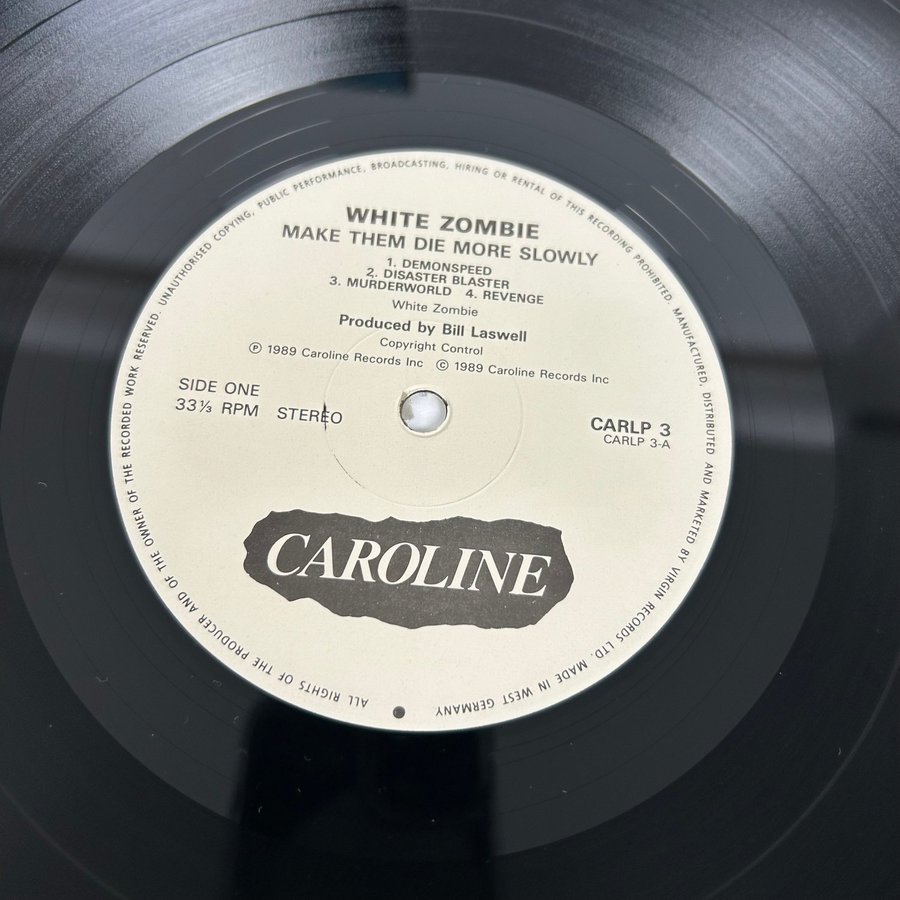 WHITE ZOMBIE
MAKE THEM DIE MORE SLOWLY
1. DEMONSPEED
2. DISASTER BLASTER
3. MURDERWORLD 4. REVENGE
White Zombie
Produced by Bill Laswell
Copyright Control
℗ 1989 Caroline Records Inc © 1989 Caroline Records Inc
SIDE ONE
33⅓ RPM STEREO
CARLP 3
CARLP 3-A
CAROLINE
ALL RIGHTS OF THE PRODUCER AND OF THE OWNER OF THE RECORDED WORK RESERVED. UNAUTHORISED COPYING, PUBLIC PERFORMANCE, BROADCASTING, HIRING OR RENTAL OF THIS RECORDING PROHIBITED. MANUFACTURED, DISTRIBUTED AND MARKETED BY VIRGIN RECORDS LTD. MADE IN WEST GERMANY